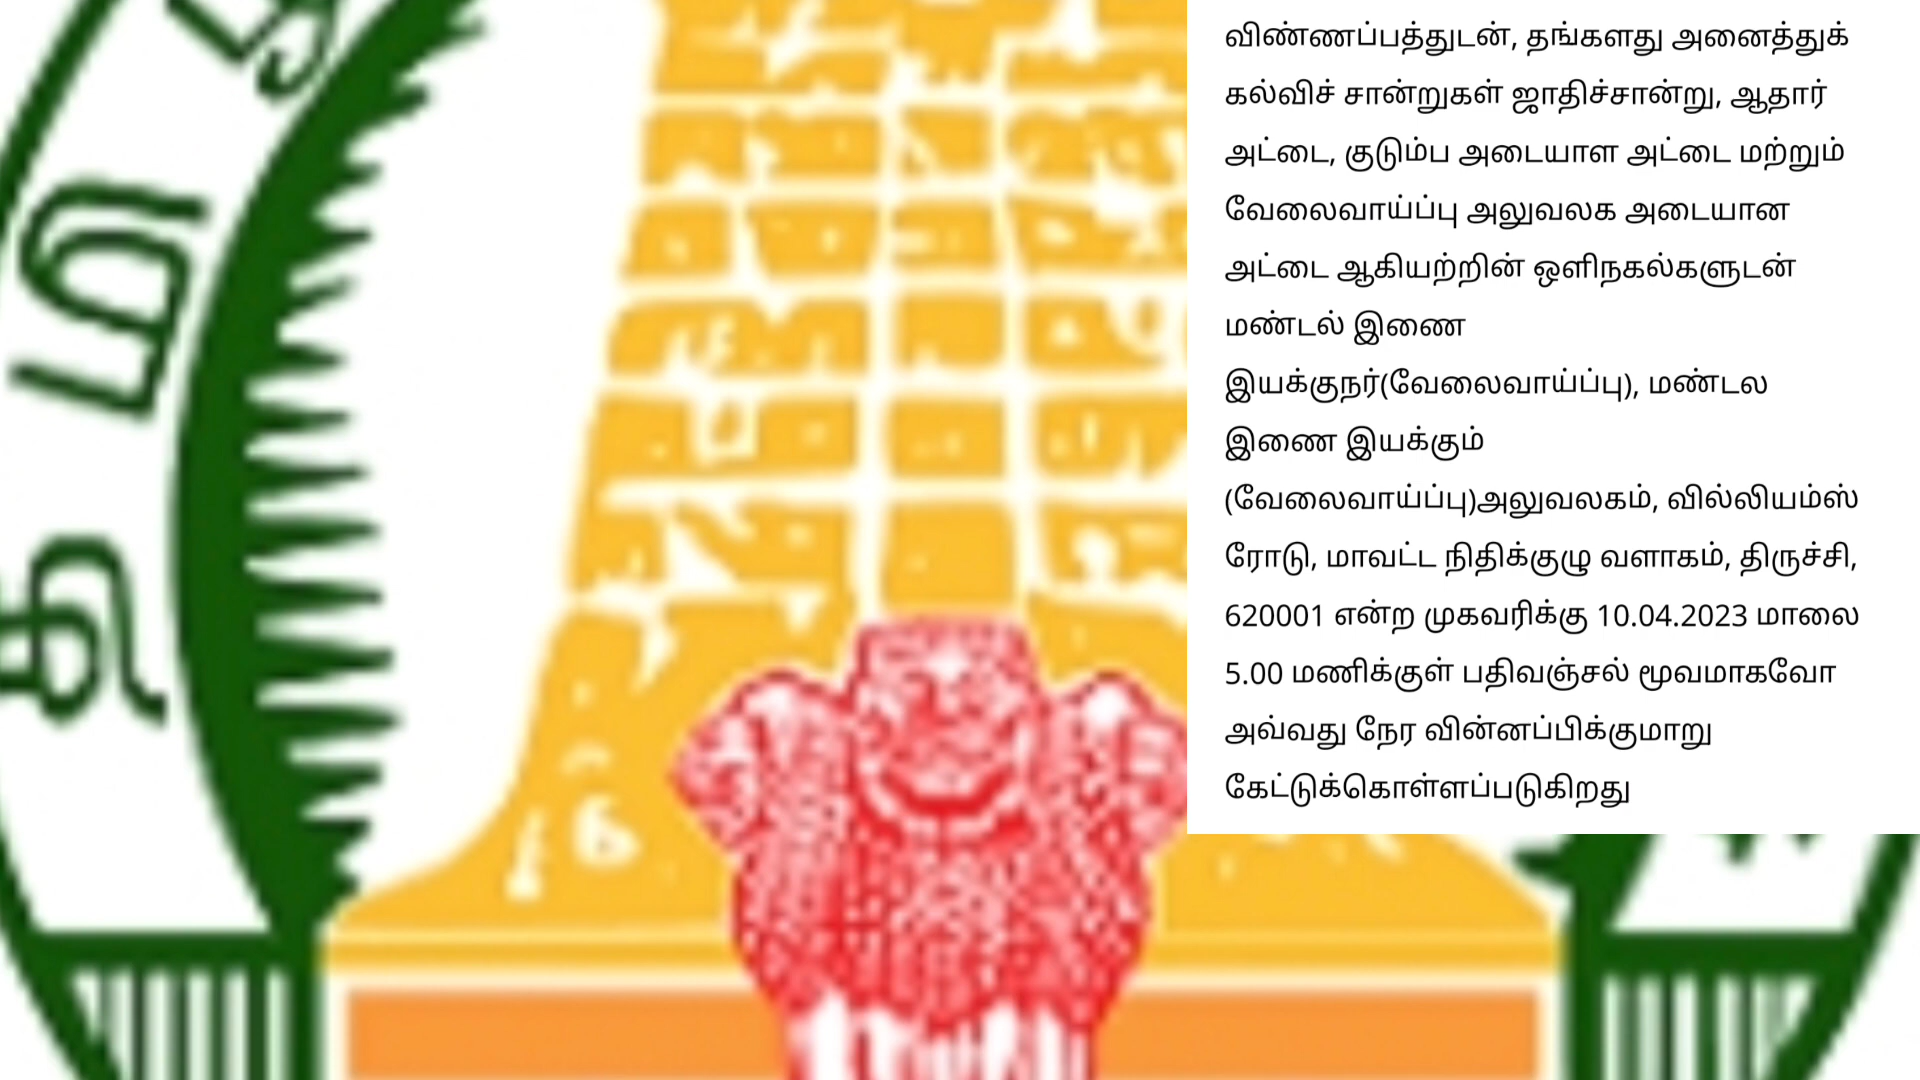 விண்ணப்பத்துடன், தங்களது அனைத்துக்
கல்விச் சான்றுகள் ஜாதிச்சான்று, ஆதார்
அட்டை, குடும்ப அடையாள அட்டை மற்றும்
வேலைவாய்ப்பு அலுவலக அடையான
அட்டை ஆகியற்றின் ஒளிநகல்களுடன்
மண்டல் இணை
இயக்குநர்(வேலைவாய்ப்பு), மண்டல
இணை இயக்கும்
(வேலைவாய்ப்பு)அலுவலகம், வில்லியம்ஸ்
ரோடு, மாவட்ட நிதிக்குழு வளாகம், திருச்சி,
620001 என்ற முகவரிக்கு 10.04.2023 மாலை
5.00 மணிக்குள் பதிவஞ்சல் மூவமாகவோ
அவ்வது நேர வின்னப்பிக்குமாறு
கேட்டுக்கொள்ளப்படுகிறது